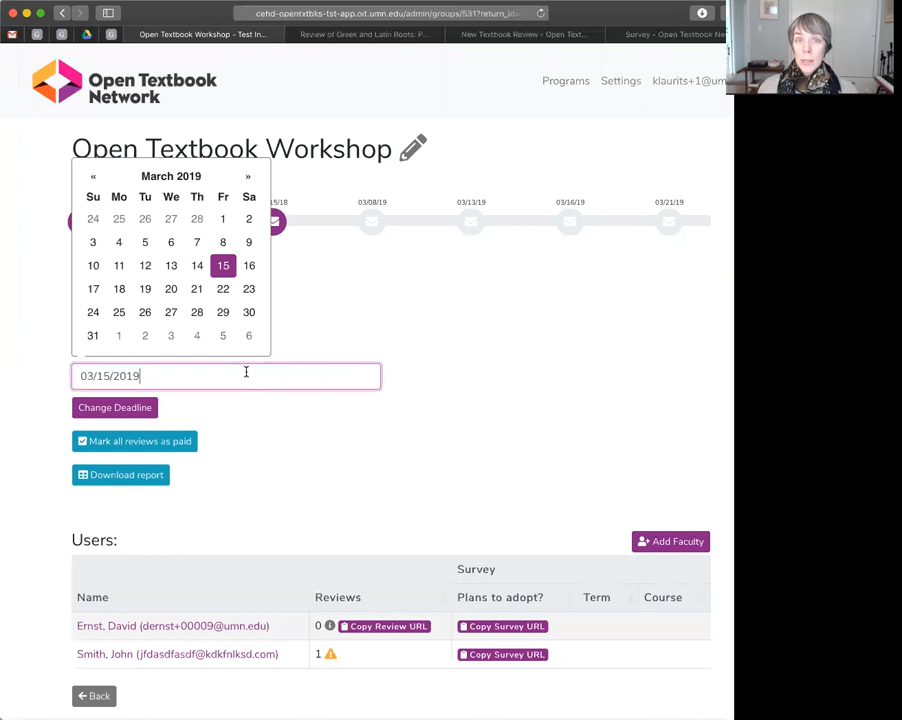 cehd-opentxtbks-tst-app.oit.umn.edu/admin/groups/531?return_id=
Open Textbook Workshop - Test In...
Review of Greek and Latin Roots: P...
New Textbook Review - Open Text...
Survey - Open Textbook Ne
Open Textbook
Network
Programs
Settings
klaurits+1@um
Open Textbook Workshop
« March 2019 »
Su Mo Tu We Th Fr Sa
24 25 26 27 28 1 2
3 4 5 6 7 8 9
10 11 12 13 14 15 16
17 18 19 20 21 22 23
24 25 26 27 28 29 30
31 1 2 3 4 5 6
15/18
03/08/19
03/13/19
03/16/19
03/21/19
03/15/2019
Change Deadline
Mark all reviews as paid
Download report
Users:
Add Faculty
Survey
Name Reviews Plans to adopt? Term Course
Ernst, David (dernst+00009@umn.edu) 0 Copy Review URL Copy Survey URL
Smith, John (jfdasdfasdf@kdkfnlksd.com) 1 Copy Survey URL
Back